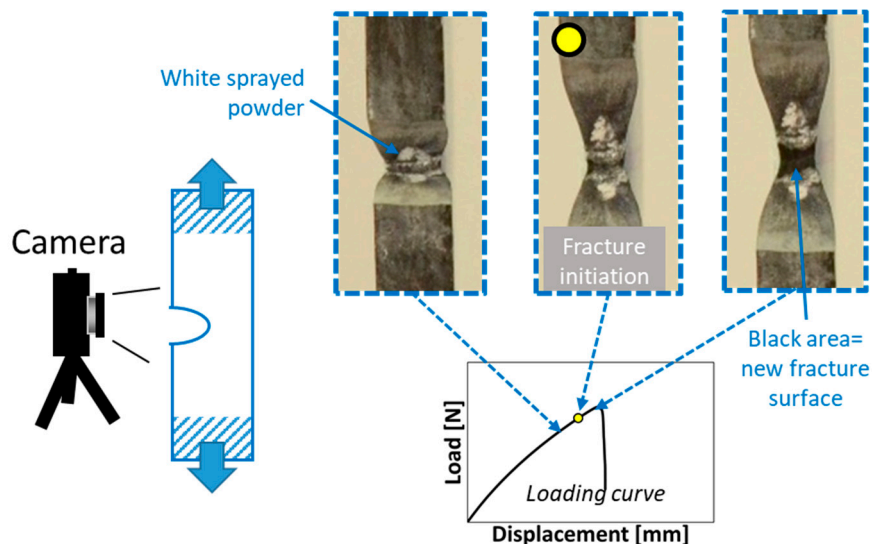 White sprayed
powder
Camera
Fracture
initiation
Black area=
new fracture
surface
Load [N]
Loading curve
Displacement [mm]